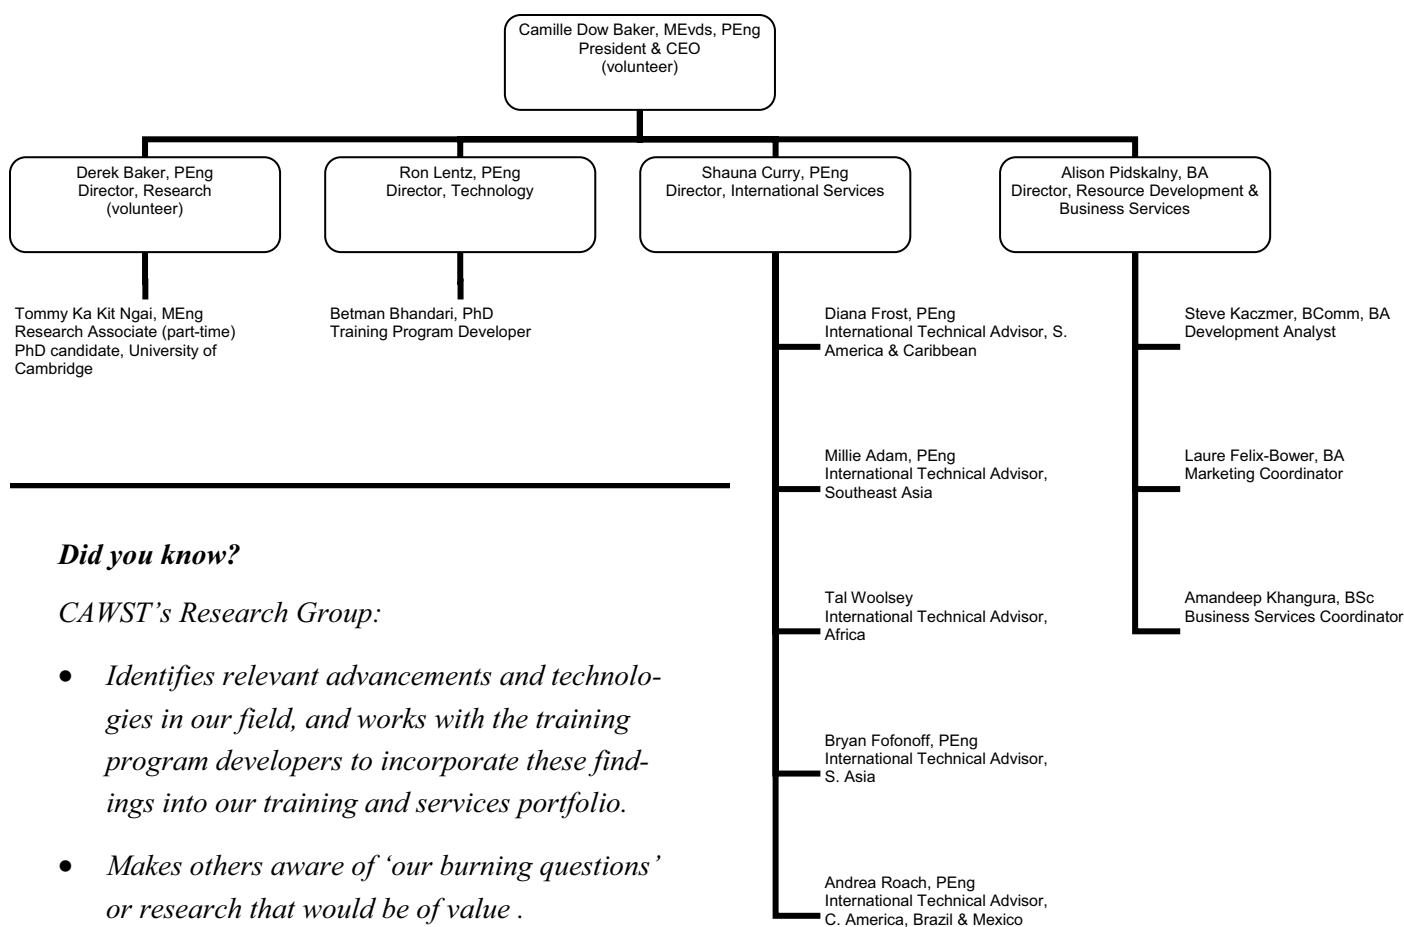 Camille Dow Baker, MEvds, PEng
President & CEO
(volunteer)
Derek Baker, PEng
Director, Research
(volunteer)
Ron Lentz, PEng
Director, Technology
Shauna Curry, PEng
Director, International Services
Alison Pidskalny, BA
Director, Resource Development &
Business Services
Tommy Ka Kit Ngai, MEng
Research Associate (part-time)
PhD candidate, University of
Cambridge
Betman Bhandari, PhD
Training Program Developer
Diana Frost, PEng
International Technical Advisor, S.
America & Caribbean
Millie Adam, PEng
International Technical Advisor,
Southeast Asia
Tal Woolsey
International Technical Advisor,
Africa
Bryan Fofonoff, PEng
International Technical Advisor,
S. Asia
Andrea Roach, PEng
International Technical Advisor,
C. America, Brazil & Mexico
Steve Kaczmer, BComm, BA
Development Analyst
Laure Felix-Bower, BA
Marketing Coordinator
Amandeep Khangura, BSc
Business Services Coordinator
Did you know?
CAWST’s Research Group:
• Identifies relevant advancements and technolo-
gies in our field, and works with the training
program developers to incorporate these find-
ings into our training and services portfolio.
• Makes others aware of ‘our burning questions’
or research that would be of value .